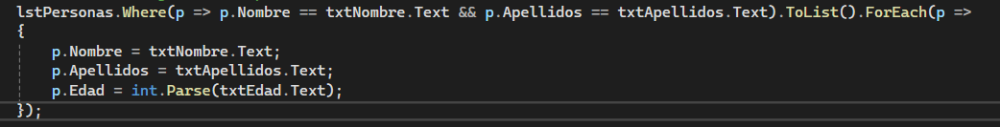 lstPersonas.Where(p => p.Nombre == txtNombre.Text && p.Apellidos == txtApellidos.Text).ToList().ForEach(p =>
{
    p.Nombre = txtNombre.Text;
    p.Apellidos = txtApellidos.Text;
    p.Edad = int.Parse(txtEdad.Text);
});